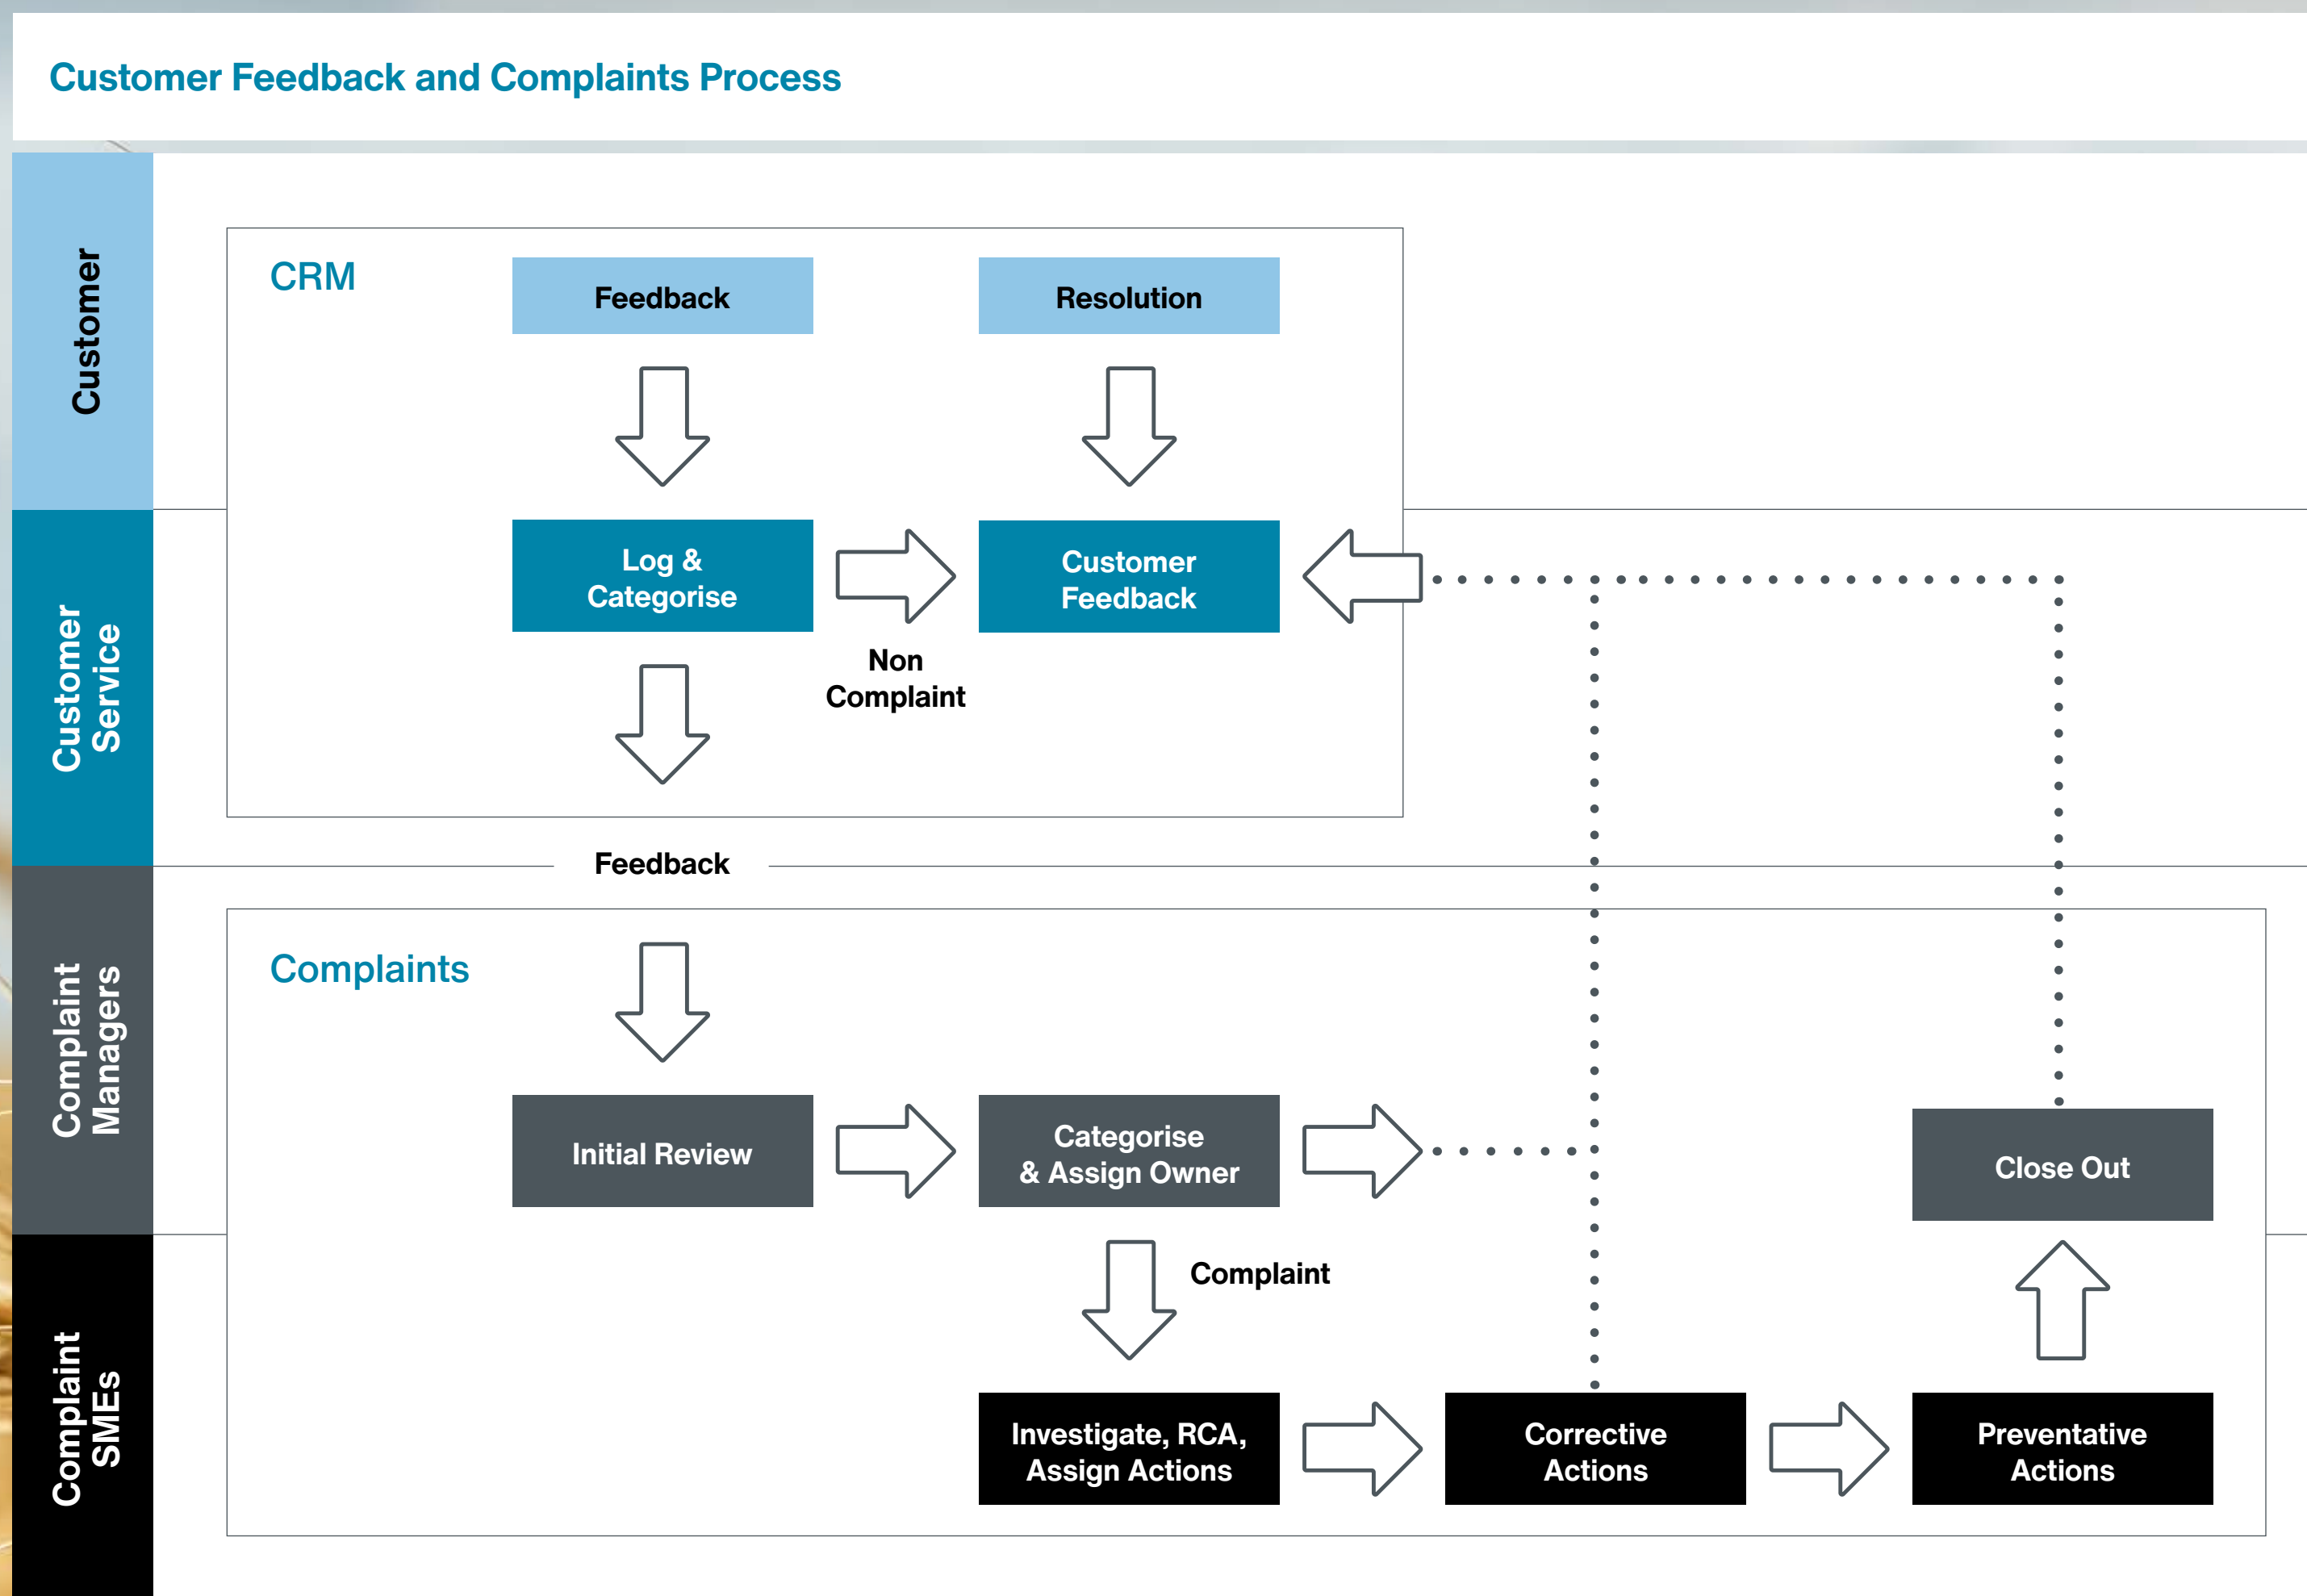 Customer Feedback and Complaints Process
Customer
CRM
Feedback
Resolution
Customer
Service
Log &
Categorise
Customer
Feedback
Non
Complaint
Feedback
Complaint
Managers
Complaints
Initial Review
Categorise
& Assign Owner
Close Out
Complaint
Complaint
SMEs
Investigate, RCA,
Assign Actions
Corrective
Actions
Preventative
Actions